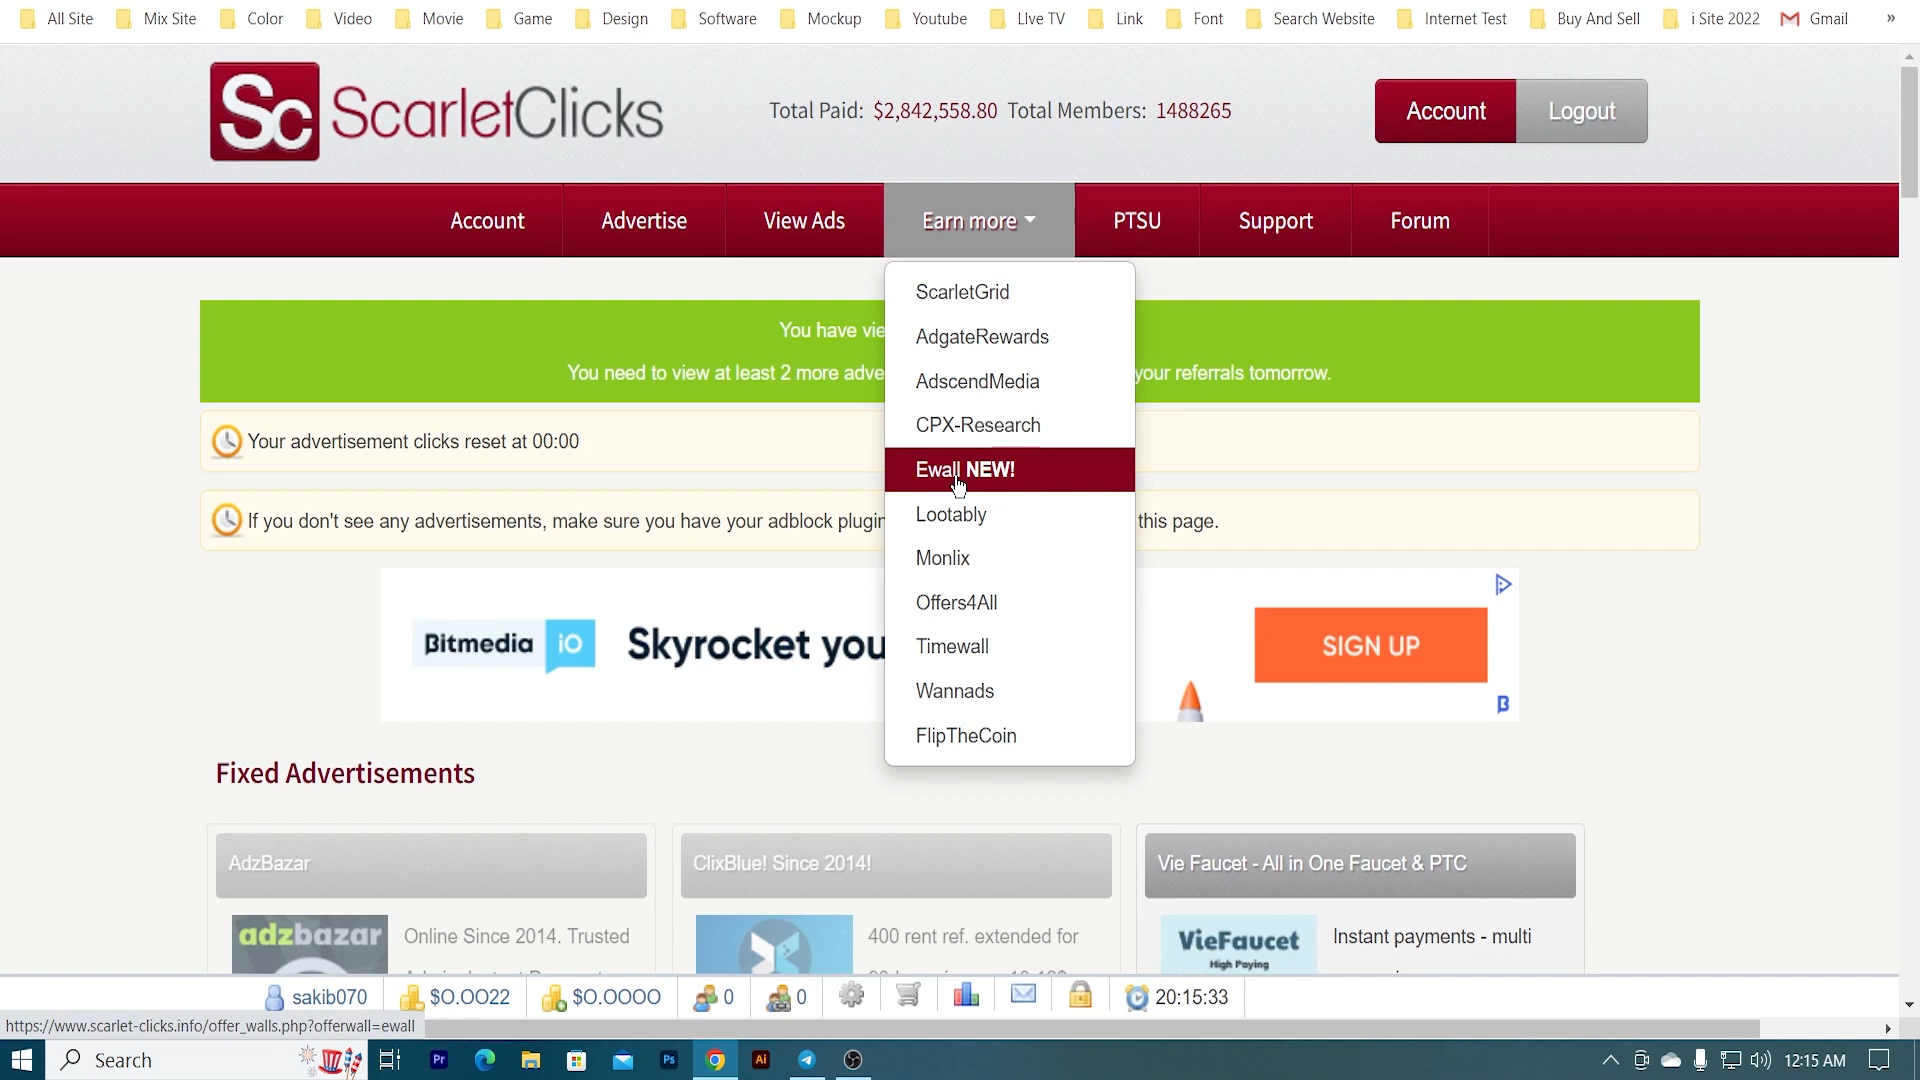 All Site Mix Site Color Video Movie Game Design Software Mockup Youtube LIve TV Link Font Search Website Internet Test Buy And Sell i Site 2022 Gmail »
Sc ScarletClicks Total Paid: $2,842,558.80 Total Members: 1488265 Account Logout
Account Advertise View Ads Earn more PTSU Support Forum
ScarletGrid
AdgateRewards
AdscendMedia
CPX-Research
Ewall NEW!
Lootably
Monlix
Offers4All
Timewall
Wannads
FlipTheCoin
You have vie
You need to view at least 2 more adve your referrals tomorrow.
Your advertisement clicks reset at 00:00
If you don't see any advertisements, make sure you have your adblock plugin this page.
Bitmedia iO Skyrocket you SIGN UP
Fixed Advertisements
AdzBazar ClixBlue! Since 2014! Vie Faucet - All in One Faucet & PTC
adzbazar Online Since 2014. Trusted 400 rent ref. extended for VieFaucet Instant payments - multi
High Paying
sakib070 $0.0022 $0.0000 0 0 20:15:33
https://www.scarlet-clicks.info/offer_walls.php?offerwall=ewall
Search Pr Ps Ai 12:15 AM